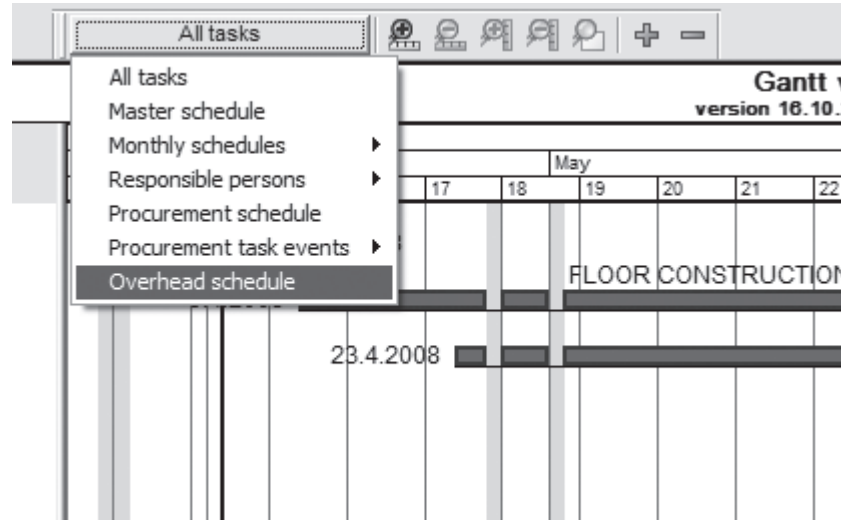 All tasks
All tasks
Master schedule
Monthly schedules
Responsible persons
Procurement schedule
Procurement task events
Overhead schedule
Gantt
version 16.10.
May
17 18 19 20 21 22
FLOOR CONSTRUCTION
23.4.2008